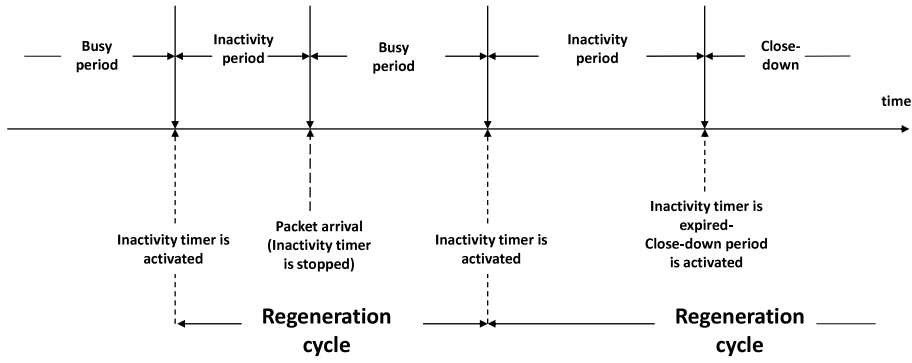 Busy
period
Inactivity
period
Busy
period
Inactivity
period
Close-
down
time
Inactivity timer is
activated
Packet arrival
(Inactivity timer
is stopped)
Inactivity timer is
activated
Inactivity timer is
expired-
Close-down period
is activated
Regeneration
cycle
Regeneration
cycle